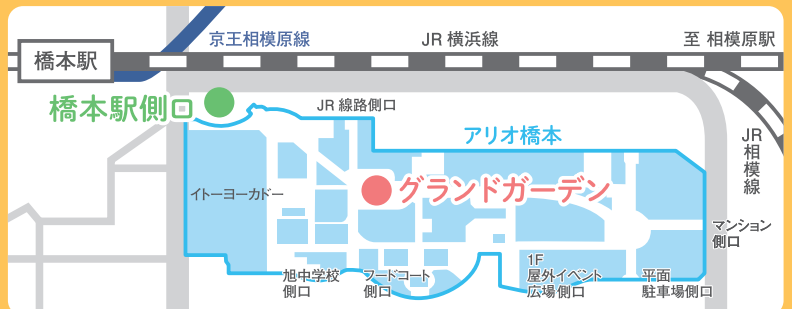 京王相模原線
JR 横浜線
至 相模原駅
橋本駅
橋本駅側口
JR 線路側口
アリオ橋本
JR
相
模
線
イトーヨーカドー
グランドガーデン
マンション
側口
旭中学校
側口
フードコート
側口
1F
屋外イベント
広場側口
平面
駐車場側口